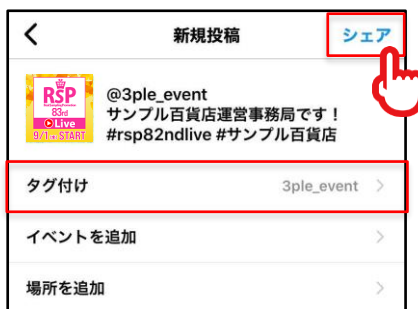 新規投稿
シェア
RSP
83rd
Live
9/1 START
@3ple_event
サンプル百貨店運営事務局です!
#rsp82ndlive #サンプル百貨店
タグ付け
3ple_event
イベントを追加
場所を追加